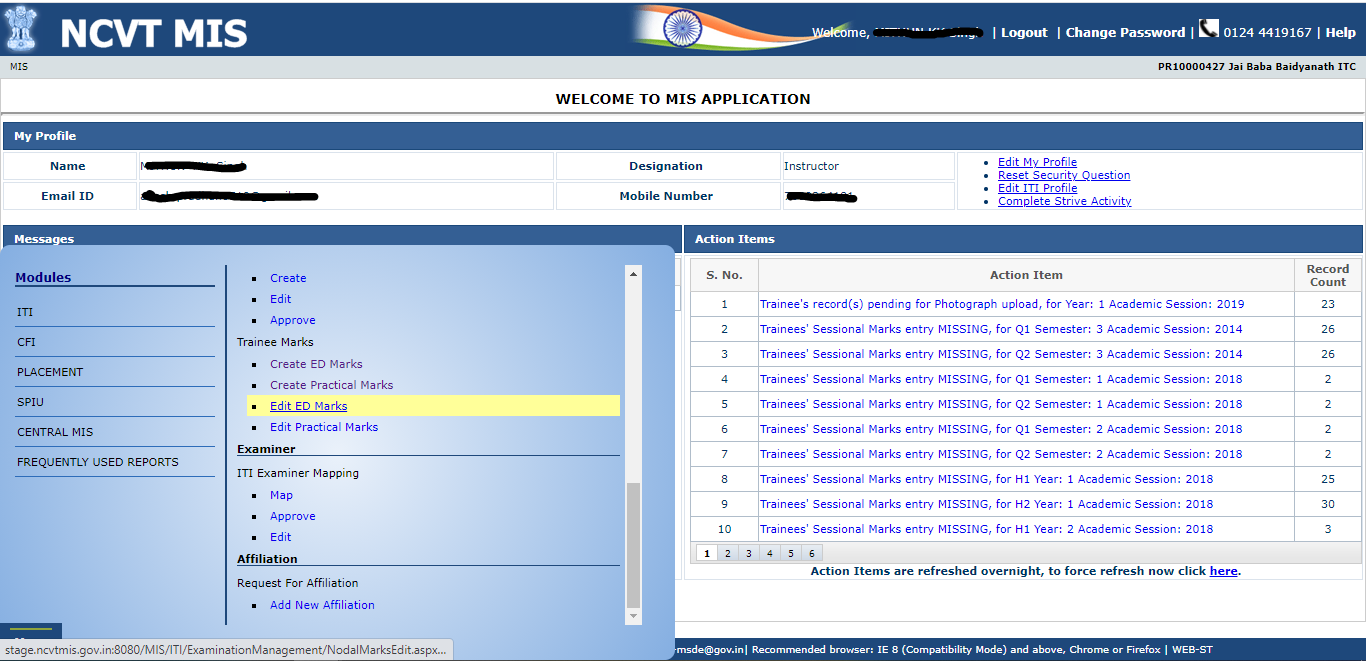 NCVT MIS
Welcome, | Logout | Change Password | 0124 4419167 | Help
MIS
PR10000427 Jai Baba Baidyanath ITC
WELCOME TO MIS APPLICATION
My Profile
Name
Designation
Instructor
Email ID
Mobile Number
Edit My Profile
Reset Security Question
Edit ITI Profile
Complete Strive Activity
Messages
Modules
ITI
CFI
PLACEMENT
SPIU
CENTRAL MIS
FREQUENTLY USED REPORTS
Create
Edit
Approve
Trainee Marks
Create ED Marks
Create Practical Marks
Edit ED Marks
Edit Practical Marks
Examiner
ITI Examiner Mapping
Map
Approve
Edit
Affiliation
Request For Affiliation
Add New Affiliation
Action Items
S. No. Action Item Record Count
1 Trainee's record(s) pending for Photograph upload, for Year: 1 Academic Session: 2019 23
2 Trainees' Sessional Marks entry MISSING, for Q1 Semester: 3 Academic Session: 2014 26
3 Trainees' Sessional Marks entry MISSING, for Q2 Semester: 3 Academic Session: 2014 26
4 Trainees' Sessional Marks entry MISSING, for Q1 Semester: 1 Academic Session: 2018 2
5 Trainees' Sessional Marks entry MISSING, for Q2 Semester: 1 Academic Session: 2018 2
6 Trainees' Sessional Marks entry MISSING, for Q1 Semester: 2 Academic Session: 2018 2
7 Trainees' Sessional Marks entry MISSING, for Q2 Semester: 2 Academic Session: 2018 2
8 Trainees' Sessional Marks entry MISSING, for H1 Year: 1 Academic Session: 2018 25
9 Trainees' Sessional Marks entry MISSING, for H2 Year: 1 Academic Session: 2018 30
10 Trainees' Sessional Marks entry MISSING, for H1 Year: 2 Academic Session: 2018 3
1 2 3 4 5 6
Action Items are refreshed overnight, to force refresh now click here.
stage.ncvtmis.gov.in:8080/MIS/ITI/ExaminationManagement/NodalMarksEdit.aspx...
emsde@gov.in| Recommended browser: IE 8 (Compatibility Mode) and above, Chrome or Firefox | WEB-ST